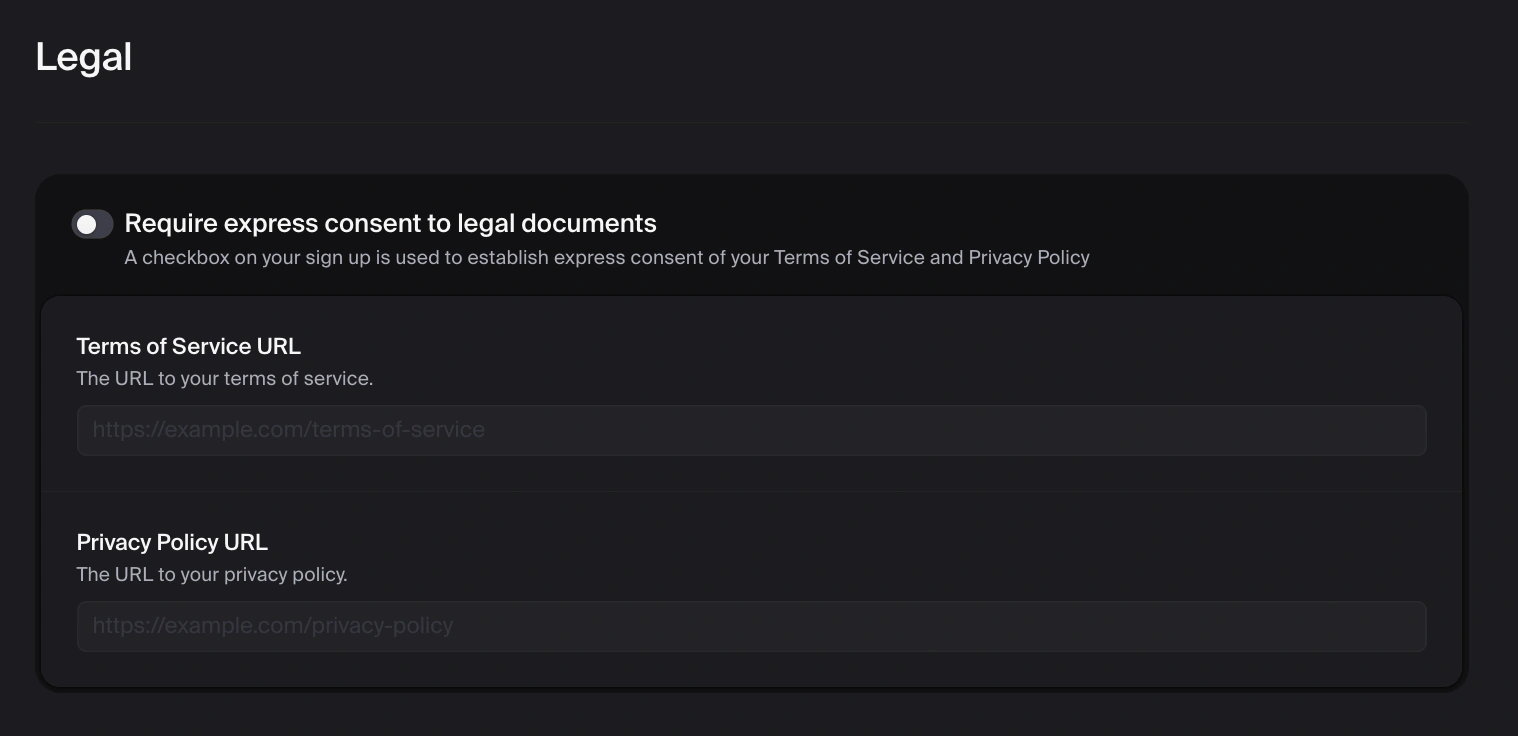 Legal
Require express consent to legal documents
A checkbox on your sign up is used to establish express consent of your Terms of Service and Privacy Policy
Terms of Service URL
The URL to your terms of service.
https://example.com/terms-of-service
Privacy Policy URL
The URL to your privacy policy.
https://example.com/privacy-policy